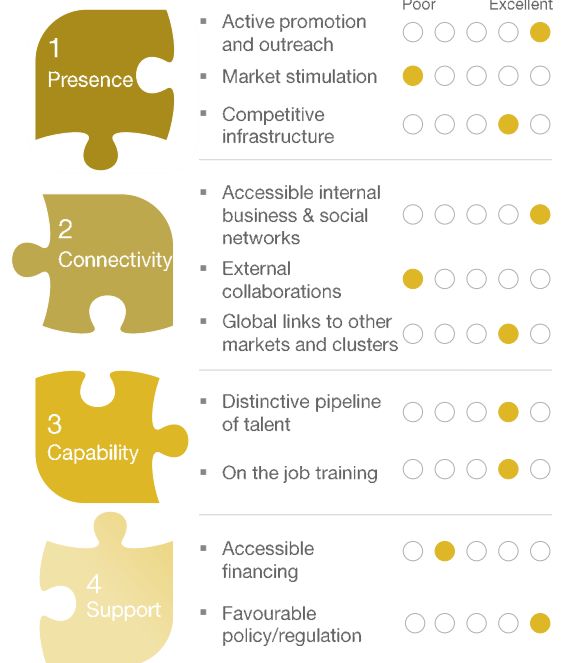 Poor Excellent
1
Presence
▪ Active promotion
and outreach
▪ Market stimulation
▪ Competitive
infrastructure
2
Connectivity
▪ Accessible internal
business & social
networks
▪ External
collaborations
▪ Global links to other
markets and clusters
3
Capability
▪ Distinctive pipeline
of talent
▪ On the job training
4
Support
▪ Accessible
financing
▪ Favourable
policy/regulation